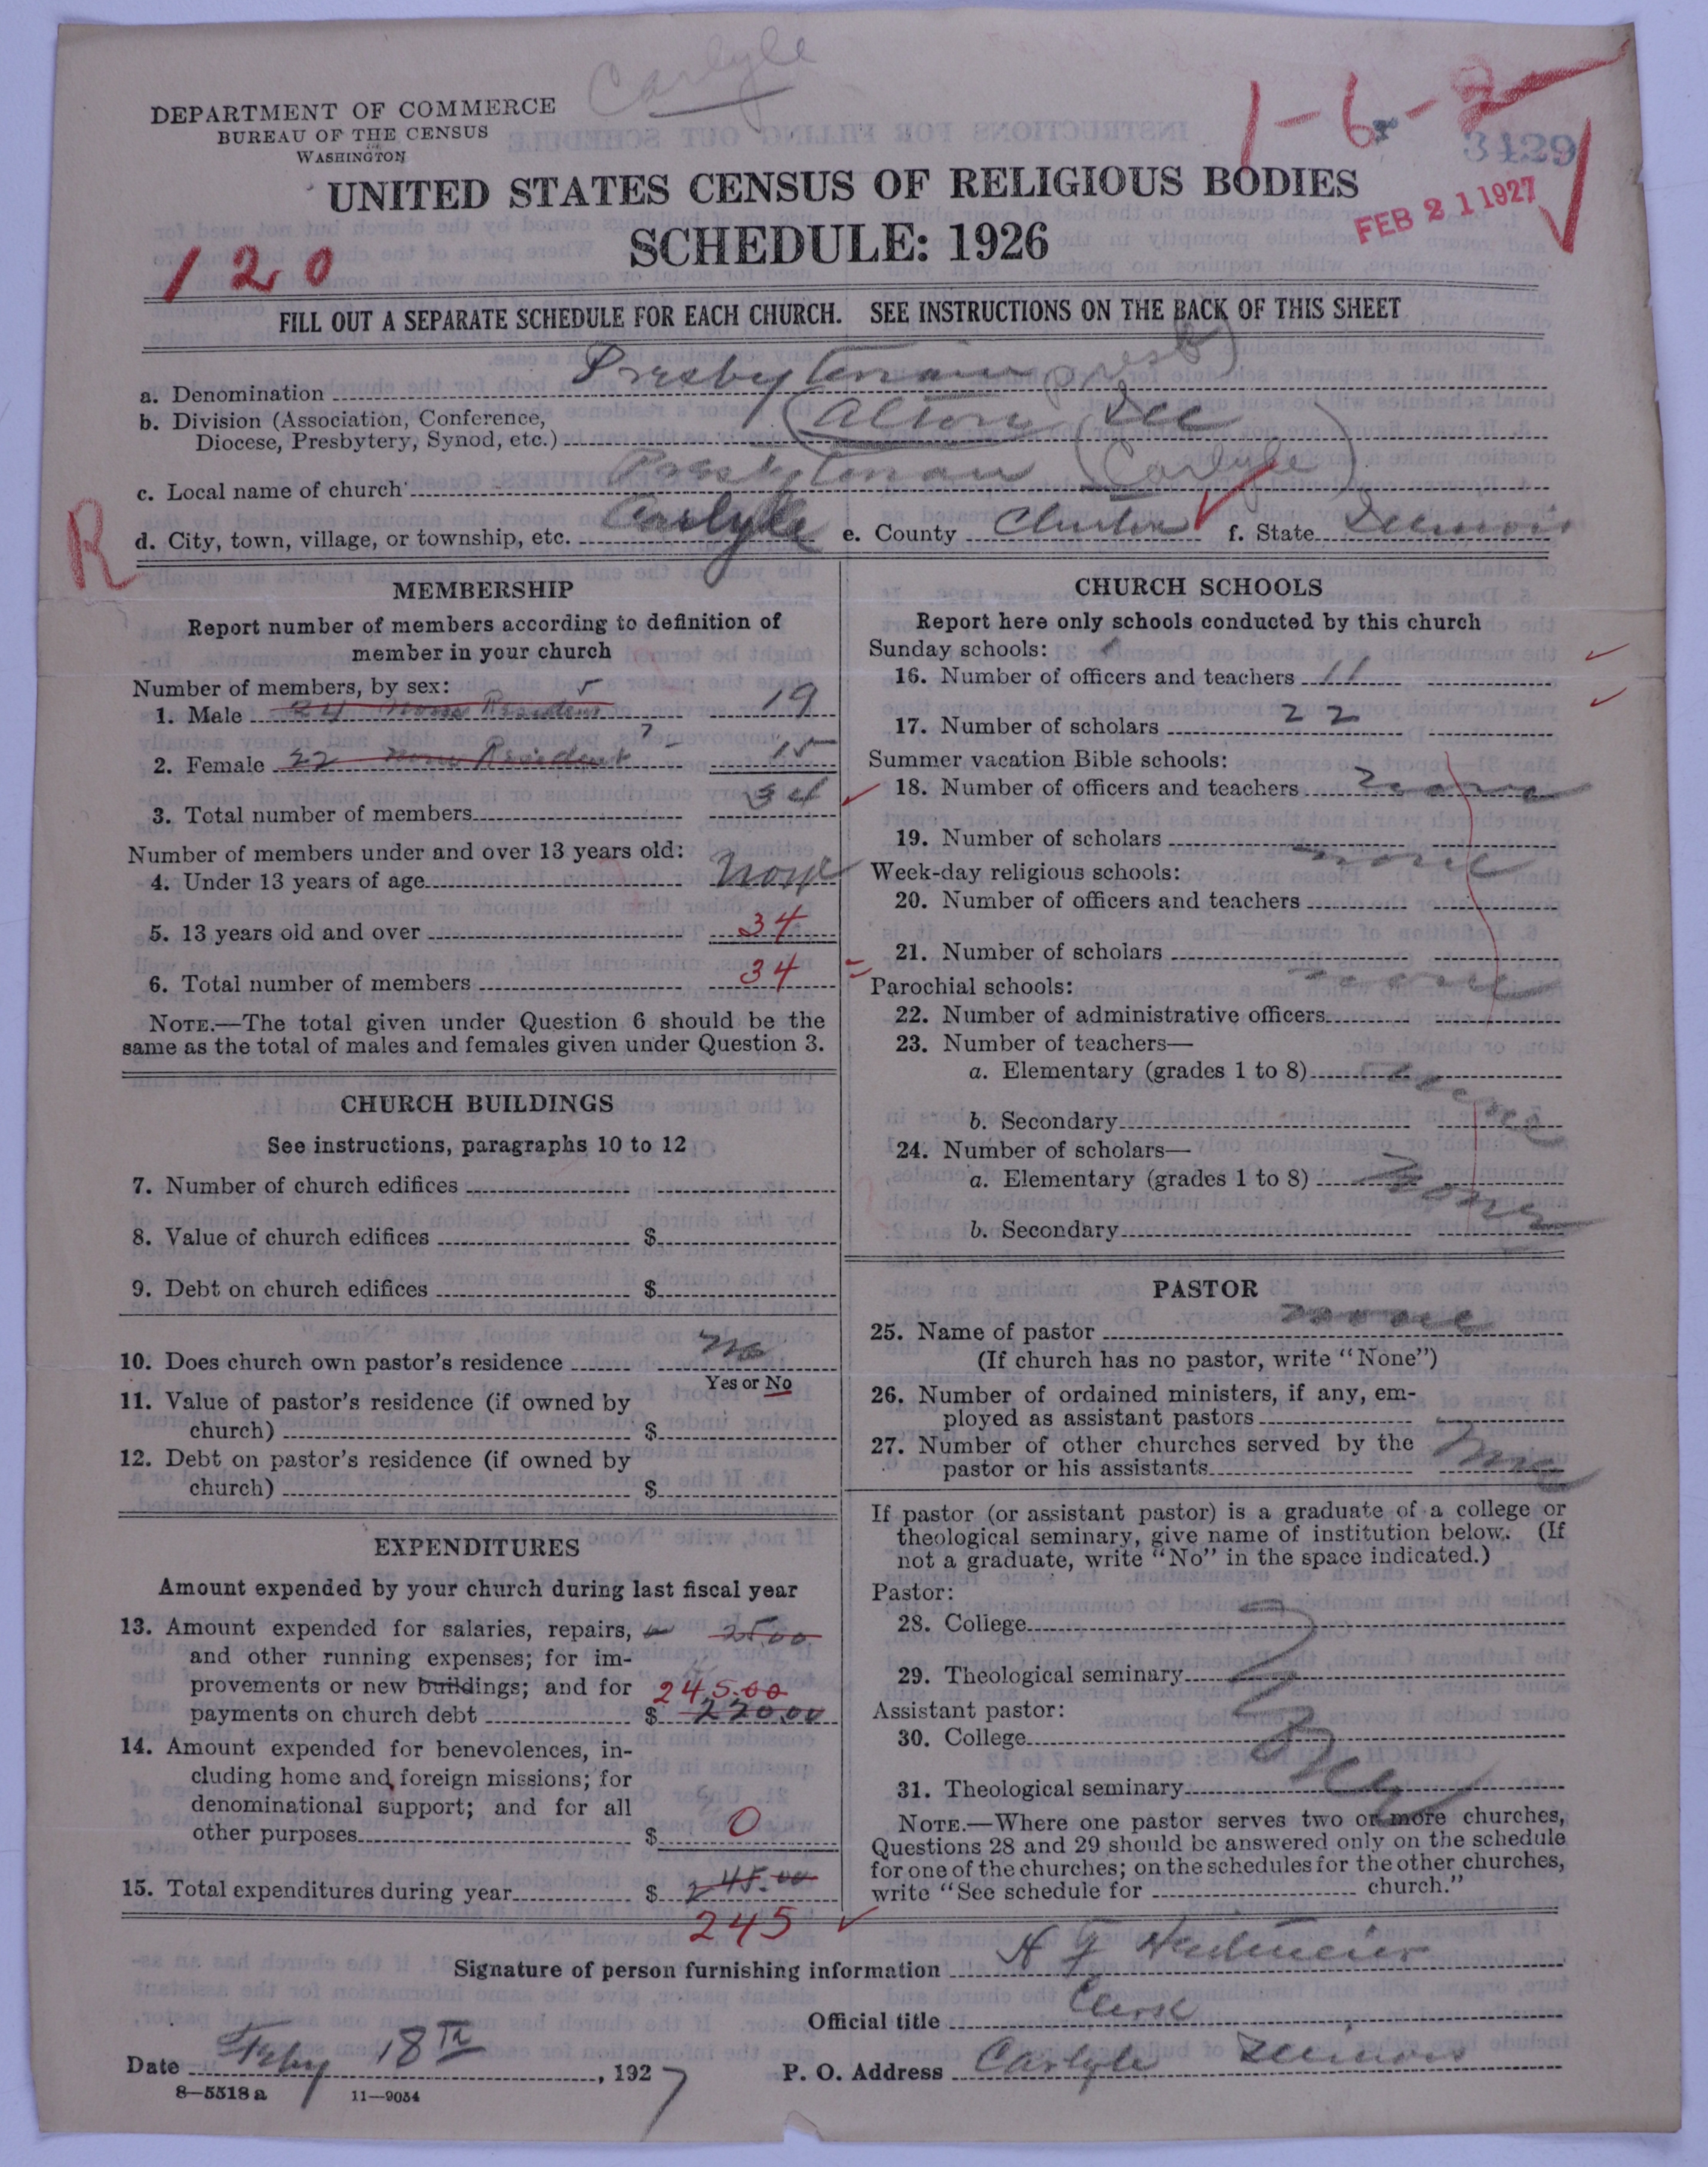 Carlyle
DEPARTMENT OF COMMERCE
BUREAU OF THE CENSUS
WASHINGTON
1-6-2
3429
UNITED STATES CENSUS OF RELIGIOUS BODIES
SCHEDULE: 1926
FEB 21 1927
120
FILL OUT A SEPARATE SCHEDULE FOR EACH CHURCH. SEE INSTRUCTIONS ON THE BACK OF THIS SHEET
a. Denomination Presbyterian
b. Division (Association, Conference,
Diocese, Presbytery, Synod, etc.) (Alton Ill
c. Local name of church Presbyterian (Carlyle)
d. City, town, village, or township, etc. Carlyle e. County Clinton f. State Illinois
R
MEMBERSHIP
Report number of members according to definition of
member in your church
Number of members, by sex:
1. Male 24 None Resident 19
2. Female 22 none Resident 15
3. Total number of members 34
Number of members under and over 13 years old:
4. Under 13 years of age None
5. 13 years old and over 34
6. Total number of members 34
NOTE.—The total given under Question 6 should be the
same as the total of males and females given under Question 3.
CHURCH BUILDINGS
See instructions, paragraphs 10 to 12
7. Number of church edifices
8. Value of church edifices $
9. Debt on church edifices $
10. Does church own pastor's residence No
Yes or No
11. Value of pastor's residence (if owned by
church) $
12. Debt on pastor's residence (if owned by
church) $
EXPENDITURES
Amount expended by your church during last fiscal year
13. Amount expended for salaries, repairs, 25.00
and other running expenses; for im-
provements or new buildings; and for 245.00
payments on church debt $ 220.00
14. Amount expended for benevolences, in-
cluding home and foreign missions; for
denominational support; and for all
other purposes $ 0
15. Total expenditures during year $ 245.00
245
CHURCH SCHOOLS
Report here only schools conducted by this church
Sunday schools:
16. Number of officers and teachers 11
17. Number of scholars 22
Summer vacation Bible schools:
18. Number of officers and teachers None
19. Number of scholars none
Week-day religious schools:
20. Number of officers and teachers
21. Number of scholars none
Parochial schools:
22. Number of administrative officers
23. Number of teachers—
a. Elementary (grades 1 to 8) none
b. Secondary
24. Number of scholars—
a. Elementary (grades 1 to 8) None
b. Secondary
PASTOR
25. Name of pastor none
(If church has no pastor, write "None")
26. Number of ordained ministers, if any, em-
ployed as assistant pastors
27. Number of other churches served by the
pastor or his assistants
If pastor (or assistant pastor) is a graduate of a college or
theological seminary, give name of institution below. (If
not a graduate, write "No" in the space indicated.)
Pastor:
28. College
29. Theological seminary
Assistant pastor:
30. College
31. Theological seminary
NOTE.—Where one pastor serves two or more churches,
Questions 28 and 29 should be answered only on the schedule
for one of the churches; on the schedules for the other churches,
write "See schedule for church."
Signature of person furnishing information
Official title Clerk
Date Feby 18th, 1927 P. O. Address Carlyle Illinois
8—5518a 11—9054